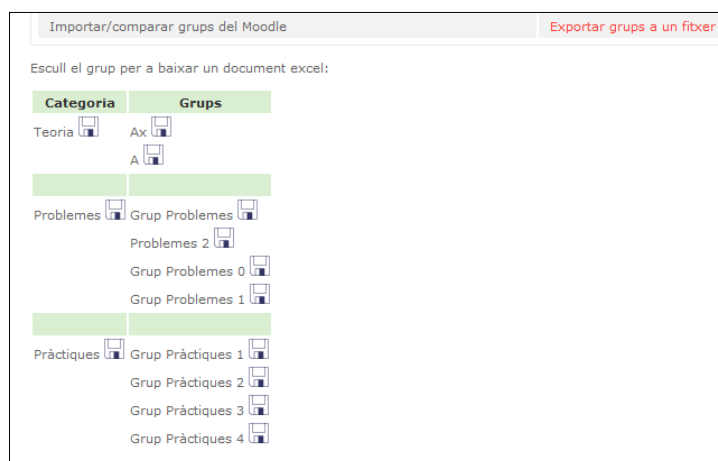 Importar/comparar grups del Moodle Exportar grups a un fitxer
Escull el grup per a baixar un document excel:
Categoria Grups
Teoria Ax
A
Problemes Grup Problemes
Problemes 2
Grup Problemes 0
Grup Problemes 1
Pràctiques Grup Pràctiques 1
Grup Pràctiques 2
Grup Pràctiques 3
Grup Pràctiques 4